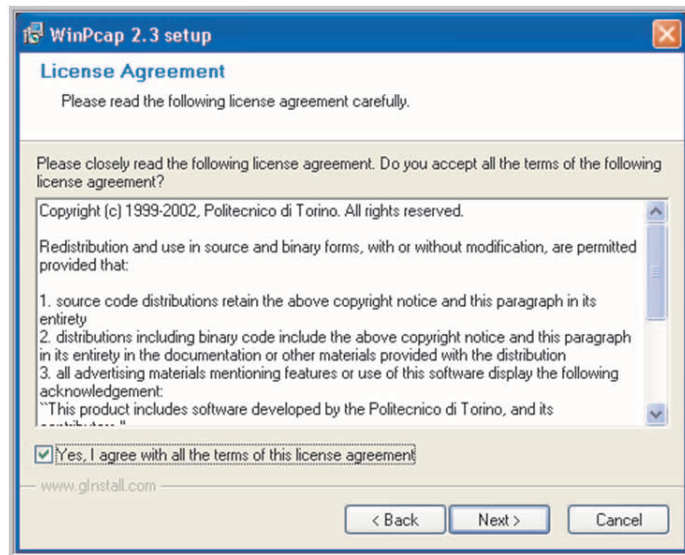 WinPcap 2.3 setup
License Agreement
Please read the following license agreement carefully.
Please closely read the following license agreement. Do you accept all the terms of the following
license agreement?
Copyright (c) 1999-2002, Politecnico di Torino. All rights reserved.
Redistribution and use in source and binary forms, with or without modification, are permitted
provided that:
1. source code distributions retain the above copyright notice and this paragraph in its
entirety
2. distributions including binary code include the above copyright notice and this paragraph
in its entirety in the documentation or other materials provided with the distribution
3. all advertising materials mentioning features or use of this software display the following
acknowledgement:
``This product includes software developed by the Politecnico di Torino, and its
Yes, I agree with all the terms of this license agreement
www.gInstall.com
< Back Next > Cancel